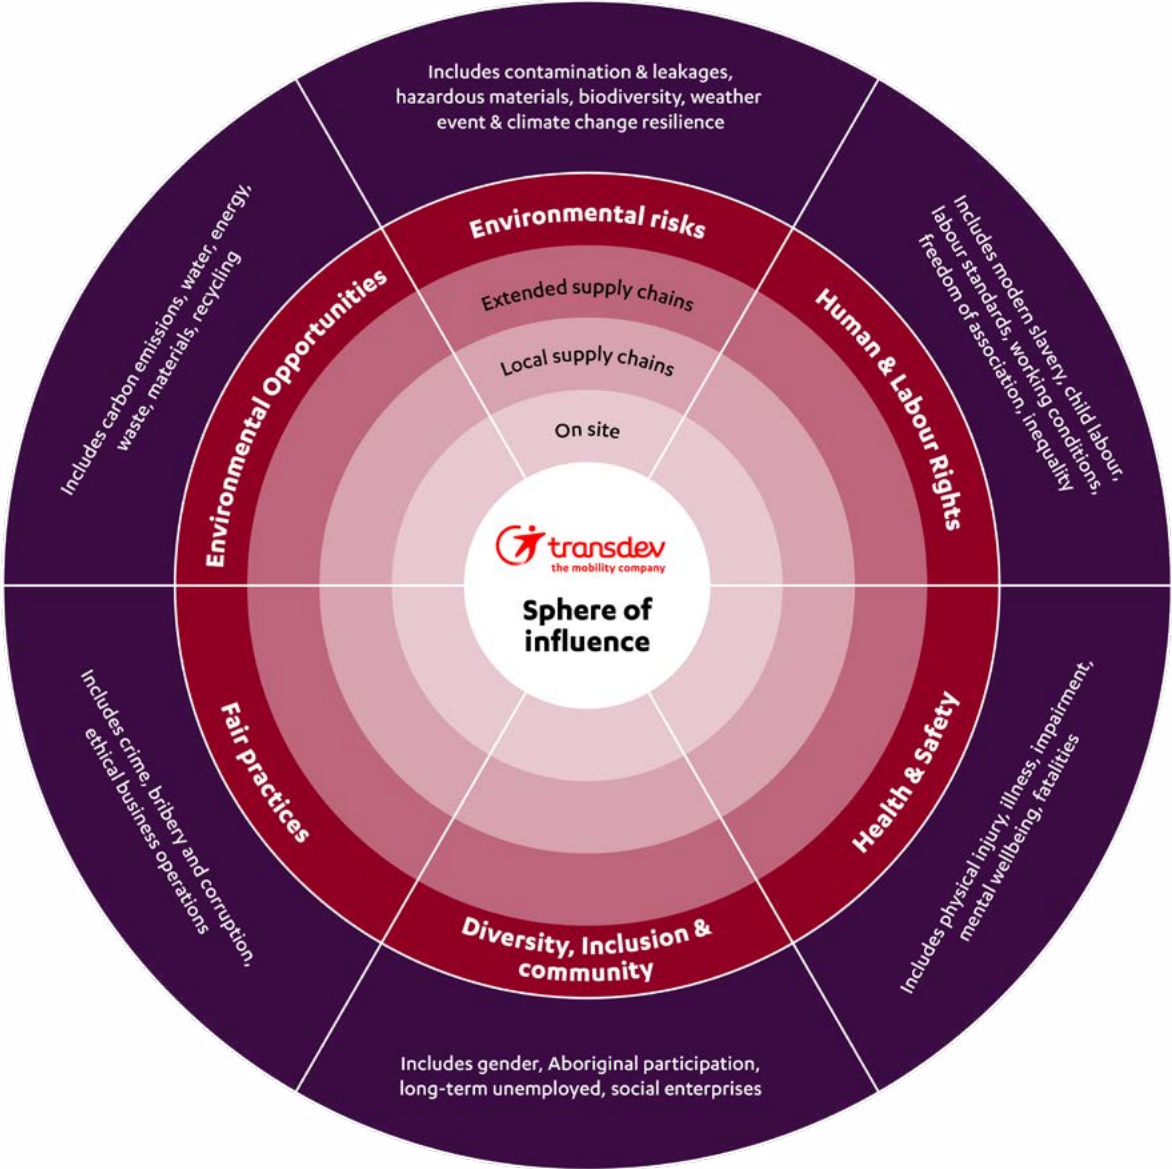 Includes contamination & leakages,
hazardous materials, biodiversity, weather
event & climate change resilience
Environmental risks
Extended supply chains
Local supply chains
On site
transdev
the mobility company
Sphere of
influence
Human & Labour Rights
Includes modern slavery, child labour,
labour standards, working conditions,
freedom of association, inequality
Health & Safety
Includes physical injury, illness, impairment,
mental wellbeing, fatalities
Diversity, Inclusion &
community
Includes gender, Aboriginal participation,
long-term unemployed, social enterprises
Fair practices
Includes crime, bribery and corruption,
ethical business operations
Environmental Opportunities
Includes carbon emissions, water, energy,
waste, materials, recycling